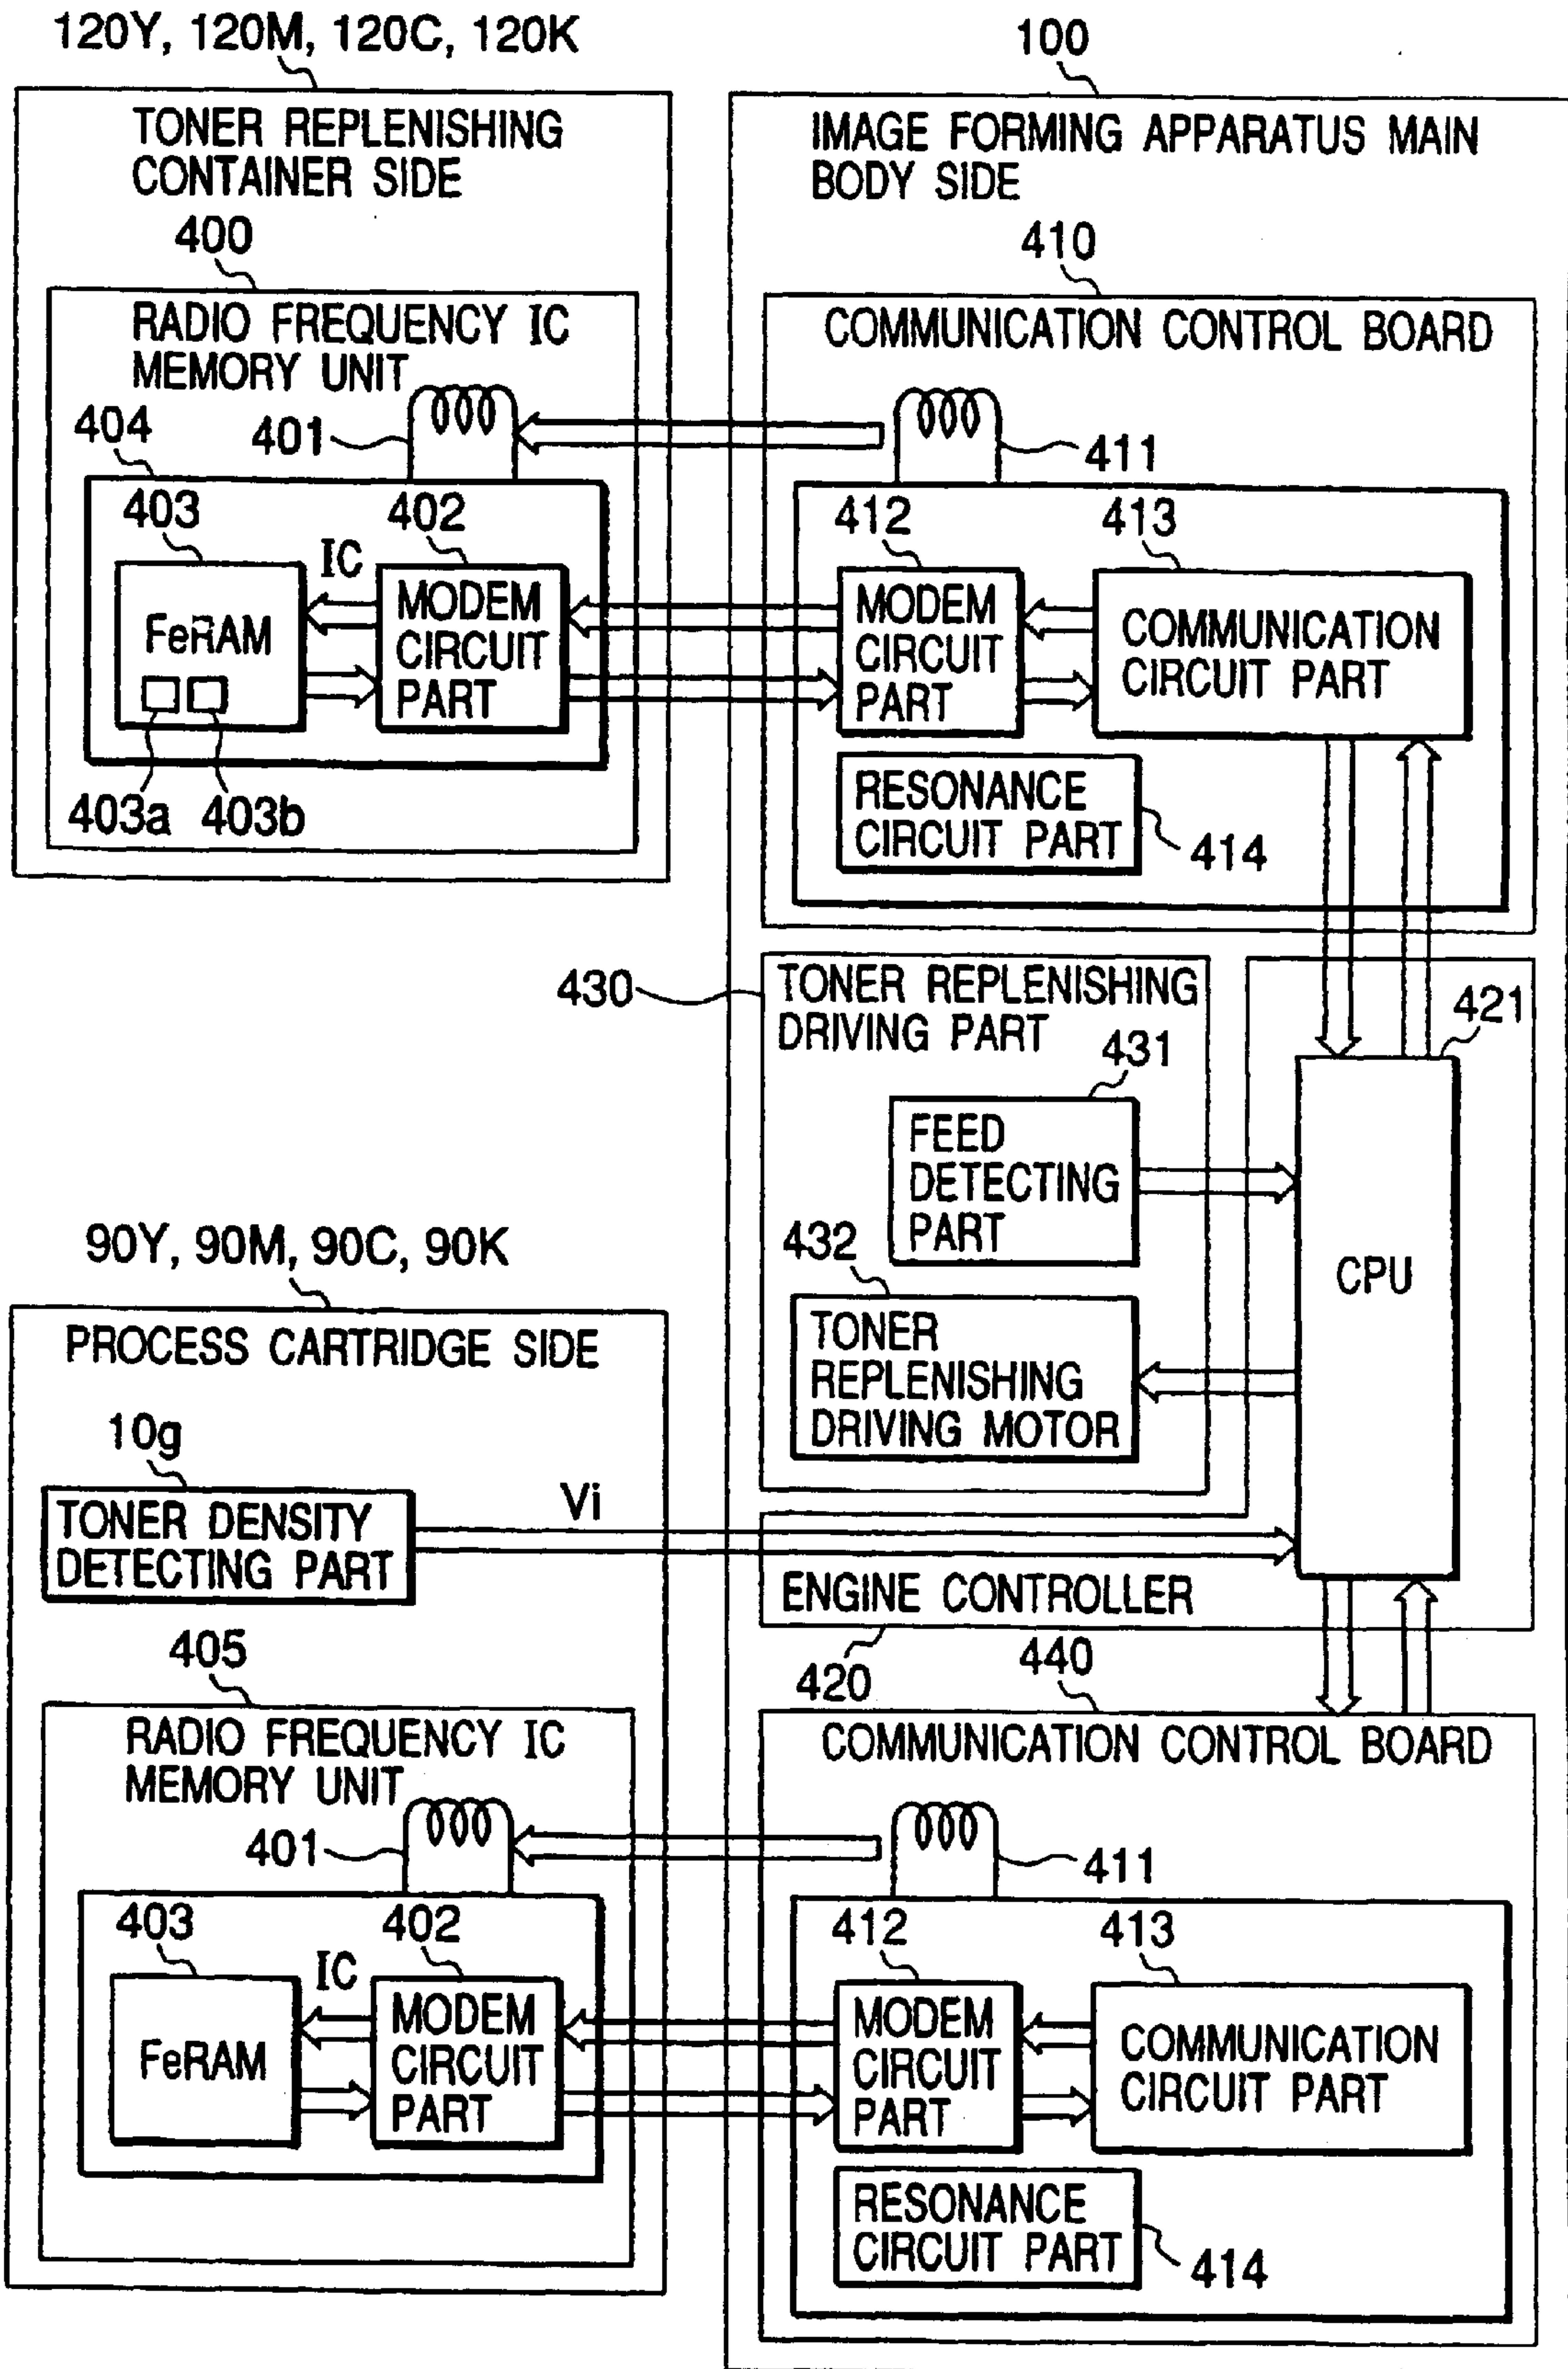 120Y, 120M, 120C, 120K
TONER REPLENISHING
CONTAINER SIDE
400
RADIO FREQUENCY IC
MEMORY UNIT
401
404
403
402
IC
FeRAM
MODEM
CIRCUIT
PART
403a
403b
100
IMAGE FORMING APPARATUS MAIN
BODY SIDE
410
COMMUNICATION CONTROL BOARD
411
412
413
MODEM
CIRCUIT
PART
COMMUNICATION
CIRCUIT PART
RESONANCE
CIRCUIT PART
414
430
TONER REPLENISHING
DRIVING PART
431
FEED
DETECTING
PART
432
TONER
REPLENISHING
DRIVING MOTOR
421
CPU
ENGINE CONTROLLER
420
90Y, 90M, 90C, 90K
PROCESS CARTRIDGE SIDE
10g
TONER DENSITY
DETECTING PART
Vi
405
RADIO FREQUENCY IC
MEMORY UNIT
401
403
402
IC
FeRAM
MODEM
CIRCUIT
PART
440
COMMUNICATION CONTROL BOARD
411
412
413
MODEM
CIRCUIT
PART
COMMUNICATION
CIRCUIT PART
RESONANCE
CIRCUIT PART
414